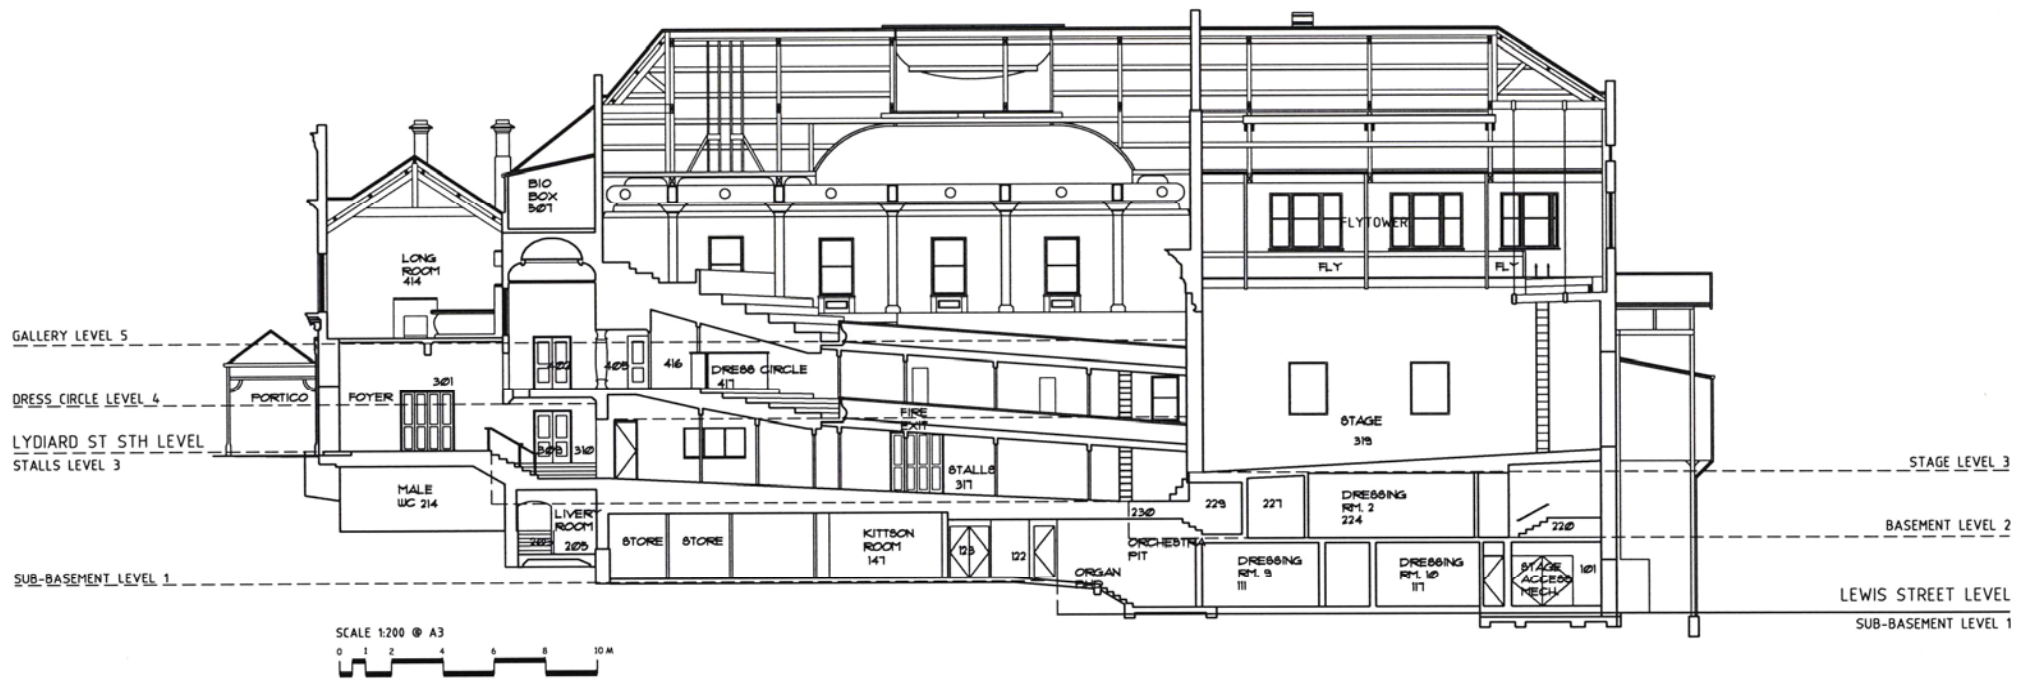 BIO
BOX
507
FLYTOWER
LONG
ROOM
414
FLY
FLY
GALLERY LEVEL 5
402
405
416
DRESS CIRCLE
417
301
PORTICO
FOYER
DRESS CIRCLE LEVEL 4
FIRE
EXIT
STAGE
319
LYDIARD ST STH LEVEL
STALLS LEVEL 3
309
310
STALLS
317
STAGE LEVEL 3
MALE
WC 214
LIVERY
ROOM
205
230
229
227
DRESSING
RM. 2
224
220
BASEMENT LEVEL 2
STORE
STORE
KITTSON
ROOM
147
123
122
ORCHESTRA
PIT
ORGAN
DRESSING
RM. 9
111
DRESSING
RM. 10
117
STAGE
ACCESS
MECH.
101
SUB-BASEMENT LEVEL 1
LEWIS STREET LEVEL
SUB-BASEMENT LEVEL 1
SCALE 1:200 @ A3
0 1 2 4 6 8 10 M